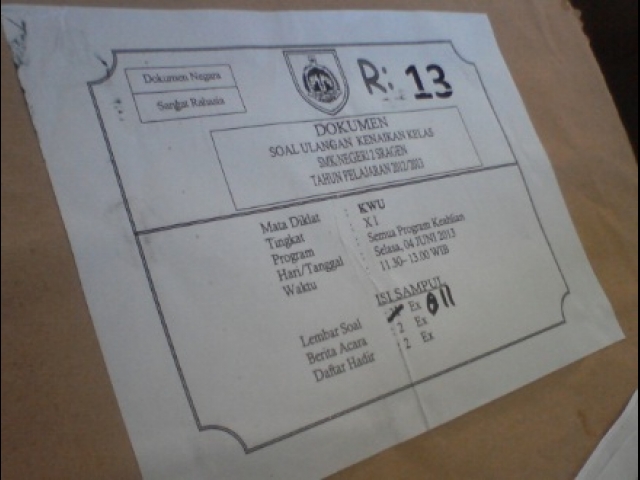 Dokumen Negara
Sangat Rahasia
R: 13
DOKUMEN
SOAL ULANGAN KENAIKAN KELAS
SMK NEGERI 2 SRAGEN
TAHUN PELAJARAN 2012/2013
Mata Diklat : KWU
Tingkat : X I
Program : Semua Program Keahlian
Hari/Tanggal : Selasa, 04 JUNI 2013
Waktu : 11.30– 13.00 WIB
ISI SAMPUL
Lembar Soal : Ex 011
Berita Acara : 2 Ex
Daftar Hadir : 2 Ex